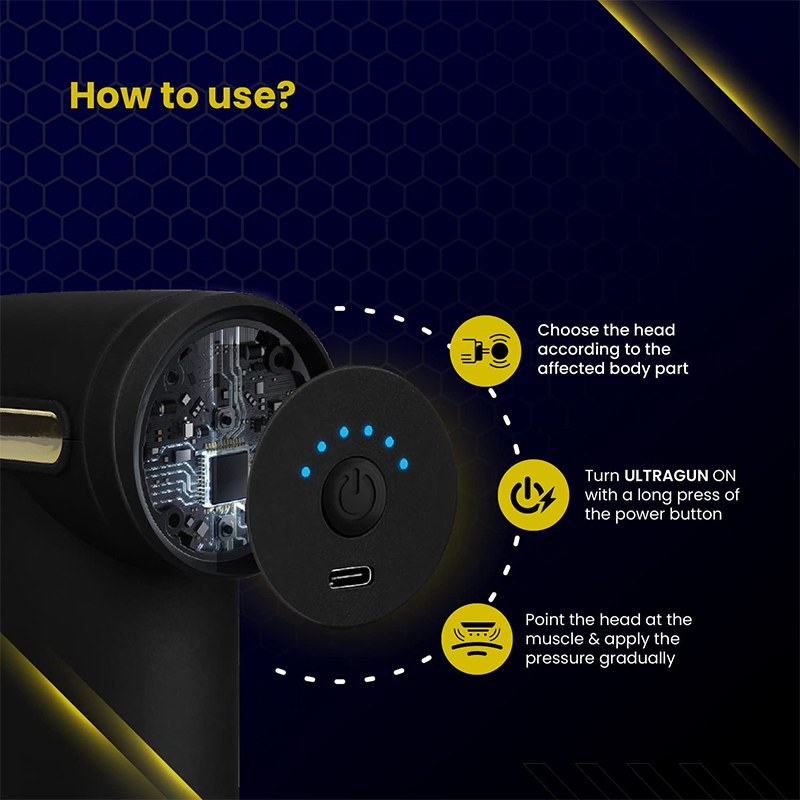 How to use?
Choose the head
according to the
affected body part
Turn ULTRAGUN ON
with a long press of
the power button
Point the head at the
muscle & apply the
pressure gradually